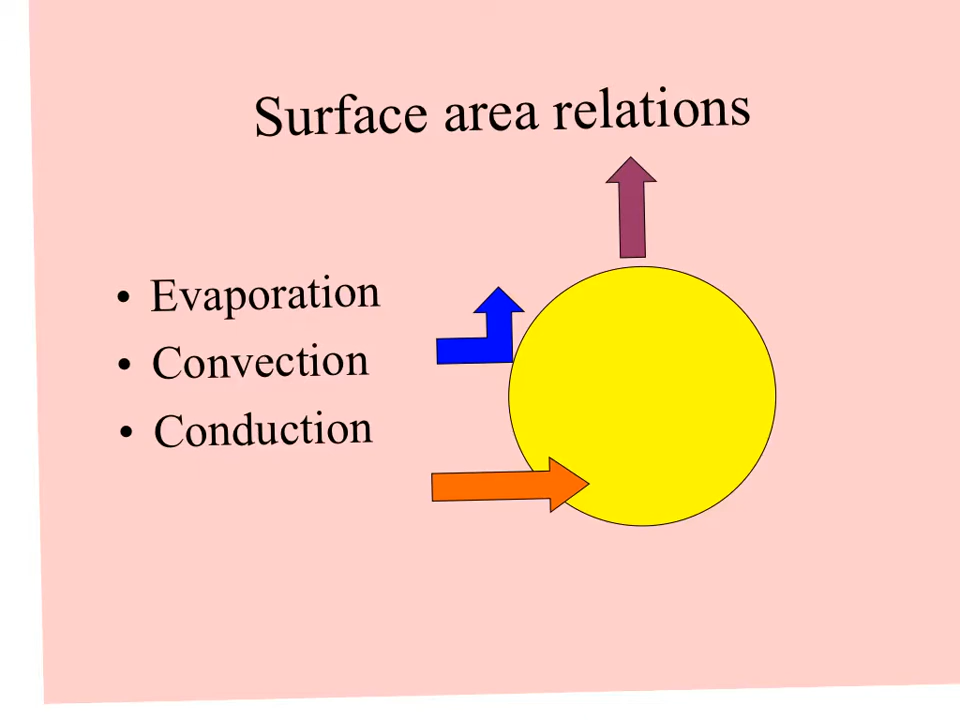 Surface area relations
• Evaporation
• Convection
• Conduction